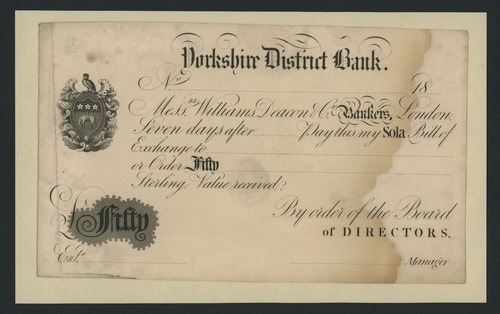 Yorkshire District Bank.
No 18
Messrs Williams Deacon & Co Bankers, London,
Seven days after Pay this my Sola Bill of
Exchange to
or Order Fifty
Sterling Value received
By order of the Board
of DIRECTORS.
£ Fifty
Entd Manager